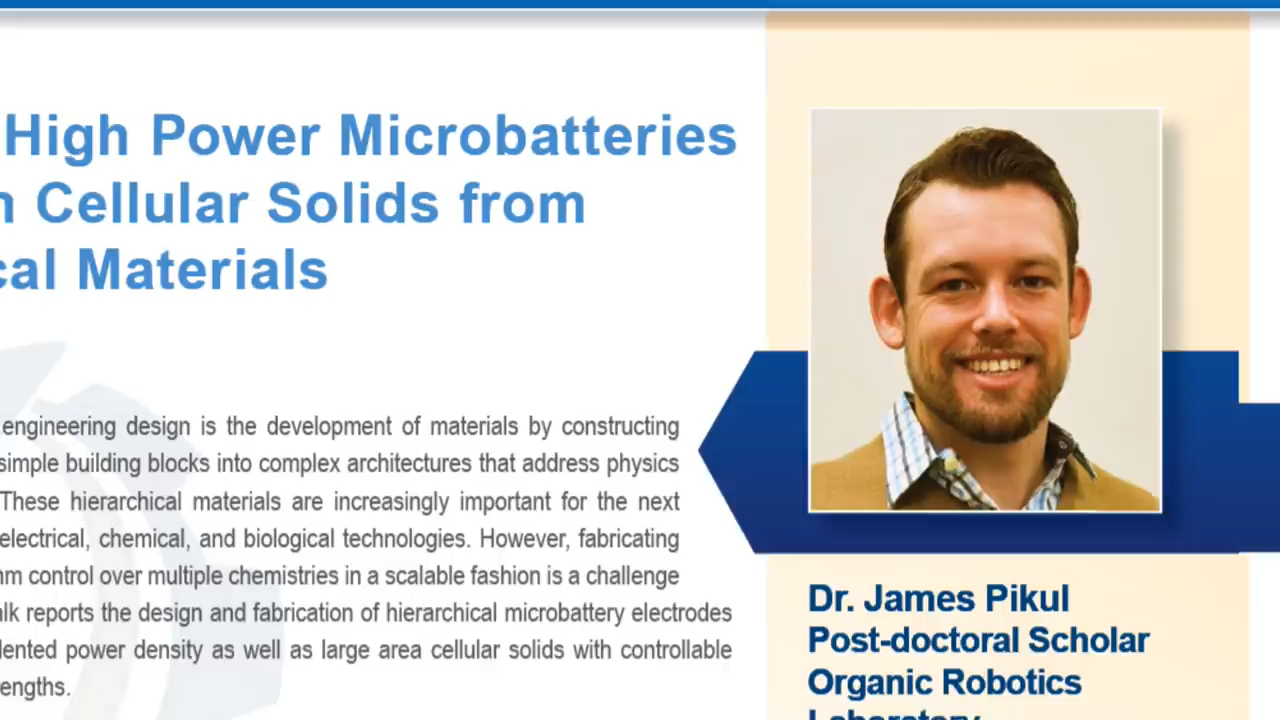 High Power Microbatteries
Cellular Solids from
Materials
engineering design is the development of materials by constructing
simple building blocks into complex architectures that address physics
These hierarchical materials are increasingly important for the next
electrical, chemical, and biological technologies. However, fabricating
control over multiple chemistries in a scalable fashion is a challenge
reports the design and fabrication of hierarchical microbattery electrodes
power density as well as large area cellular solids with controllable
Dr. James Pikul
Post-doctoral Scholar
Organic Robotics
Laboratory